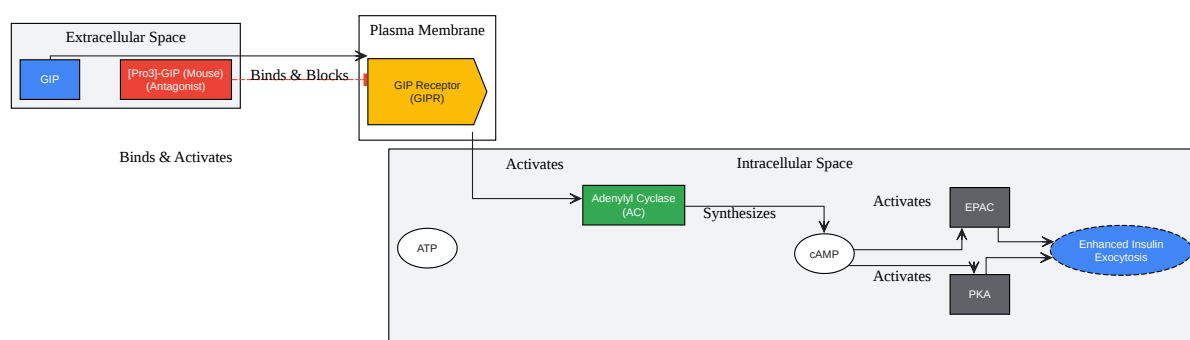 Extracellular Space
GIP
[Pro3]-GIP (Mouse)
(Antagonist)
Binds & Blocks
Plasma Membrane
GIP Receptor
(GIPR)
Binds & Activates
Intracellular Space
Activates
Adenylyl Cyclase
(AC)
Synthesizes
ATP
cAMP
Activates
EPAC
Activates
PKA
Enhanced Insulin
Exocytosis